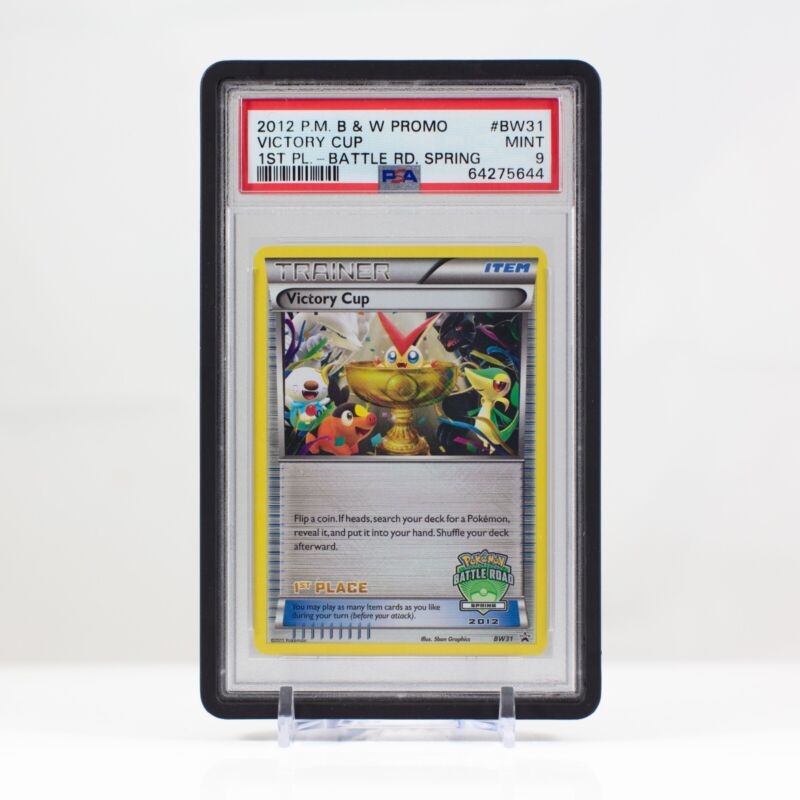 2012 P.M. B & W PROMO #BW31
VICTORY CUP MINT
1ST PL. - BATTLE RD. SPRING 9
PSA 64275644
TRAINER ITEM
Victory Cup
Flip a coin. If heads, search your deck for a Pokémon,
reveal it, and put it into your hand. Shuffle your deck
afterward.
Pokémon
BATTLE ROAD
SPRING
2012
1ST PLACE
You may play as many Item cards as you like
during your turn (before your attack).
©2011 Pokémon Illus. 5ban Graphics BW31